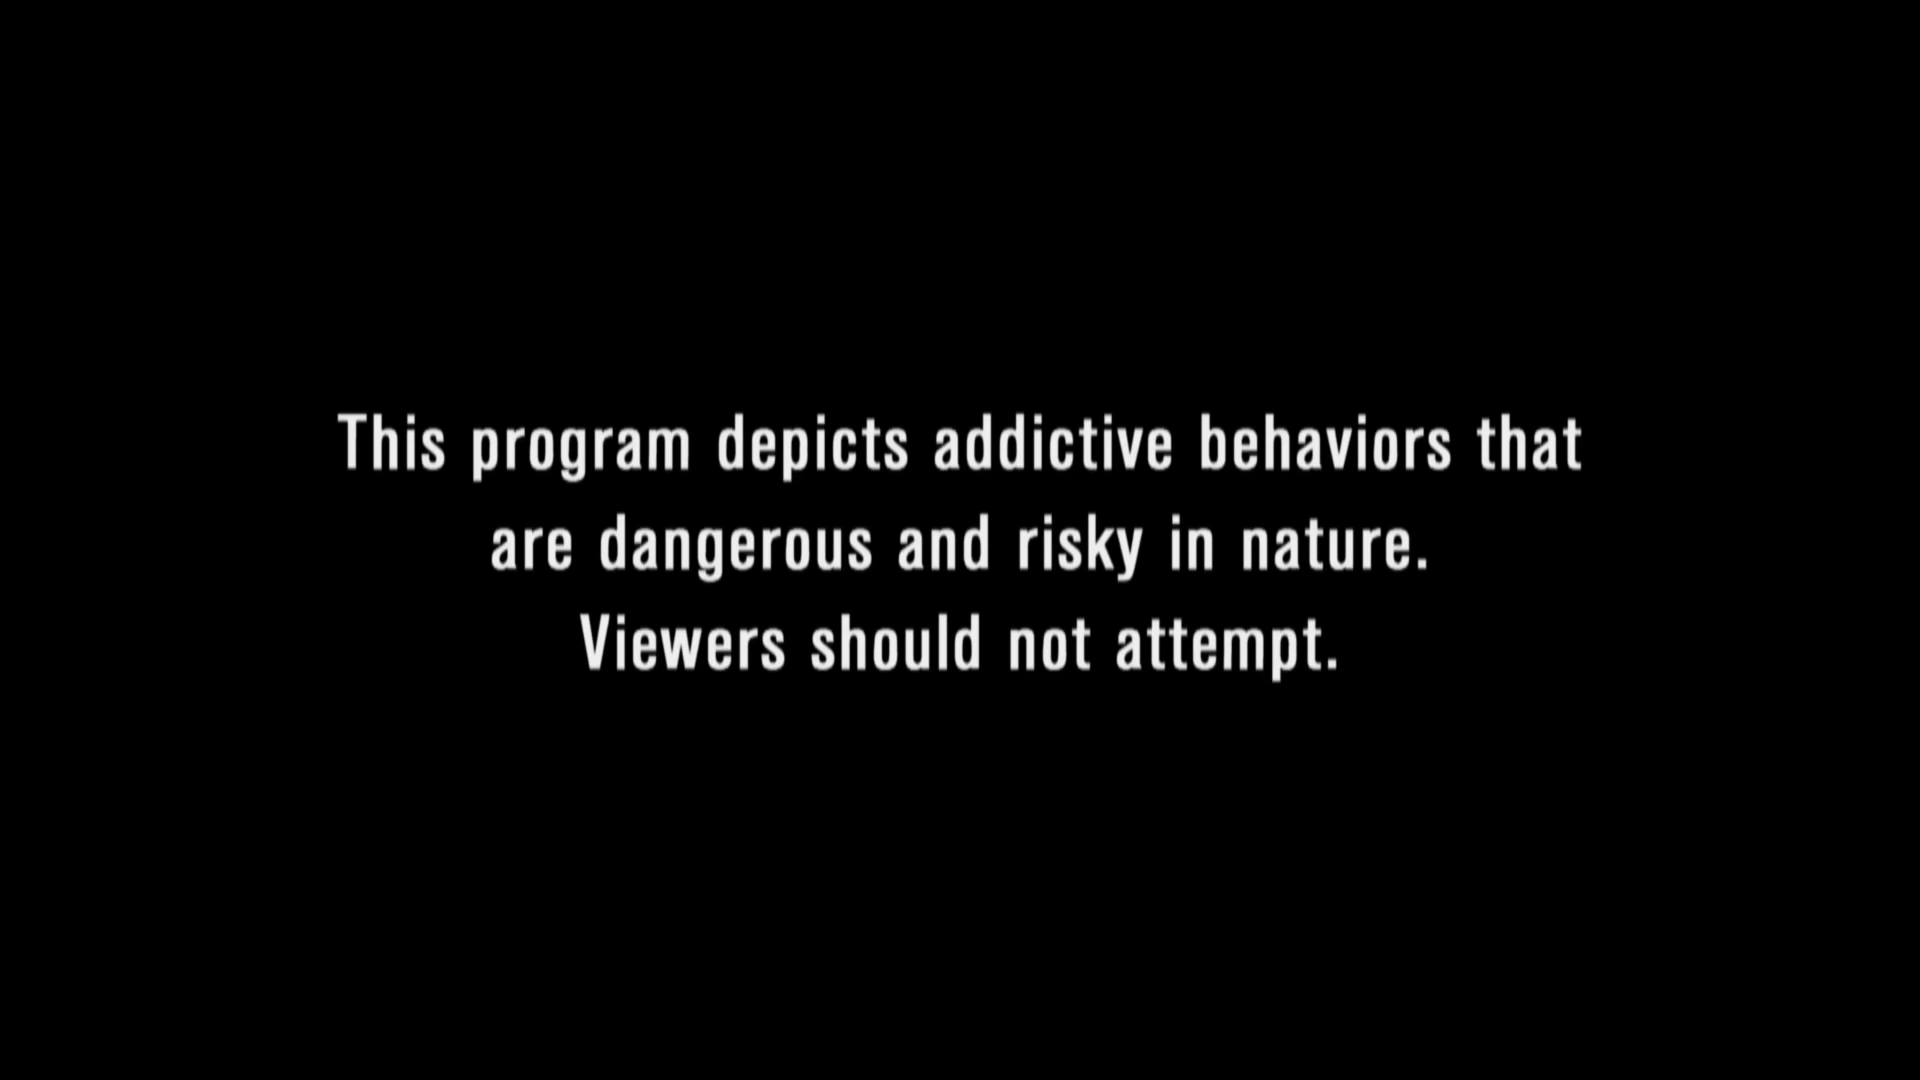 This program depicts addictive behaviors that
are dangerous and risky in nature.
Viewers should not attempt.